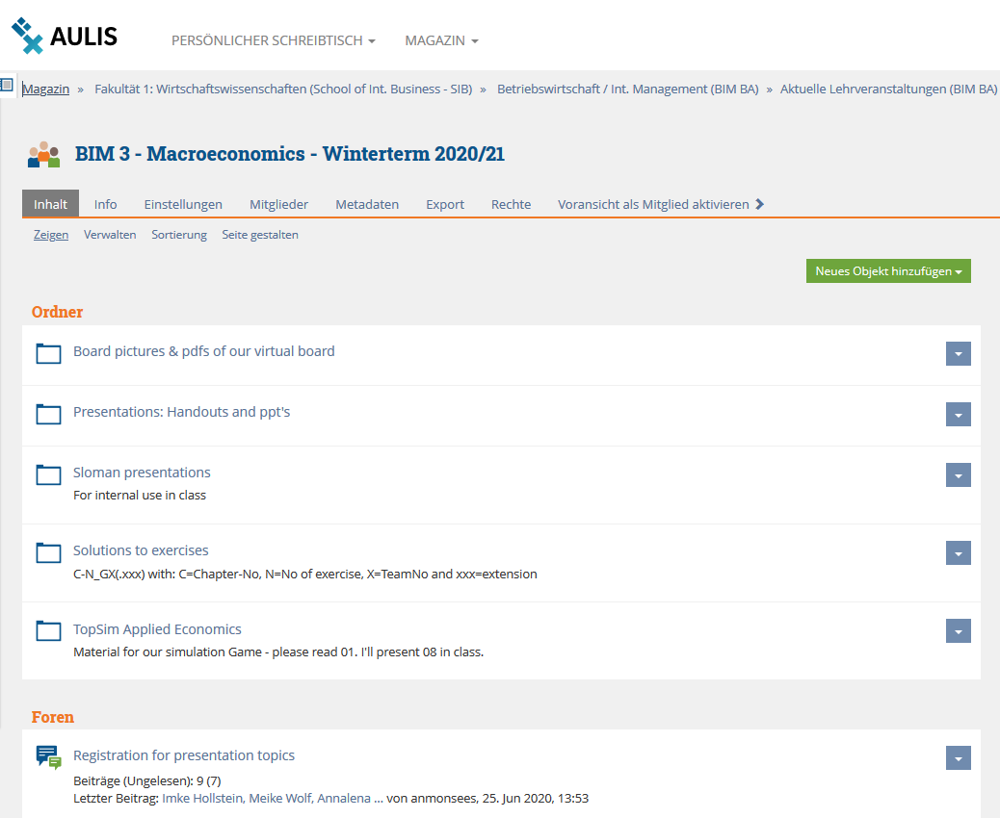 AULIS
PERSÖNLICHER SCHREIBTISCH MAGAZIN
Magazin » Fakultät 1: Wirtschaftswissenschaften (School of Int. Business - SIB) » Betriebswirtschaft / Int. Management (BIM BA) » Aktuelle Lehrveranstaltungen (BIM BA)
BIM 3 - Macroeconomics - Winterterm 2020/21
Inhalt Info Einstellungen Mitglieder Metadaten Export Rechte Voransicht als Mitglied aktivieren
Zeigen Verwalten Sortierung Seite gestalten
Neues Objekt hinzufügen
Ordner
Board pictures & pdfs of our virtual board
Presentations: Handouts and ppt's
Sloman presentations
For internal use in class
Solutions to exercises
C-N_GX(.xxx) with: C=Chapter-No, N=No of exercise, X=TeamNo and xxx=extension
TopSim Applied Economics
Material for our simulation Game - please read 01. I'll present 08 in class.
Foren
Registration for presentation topics
Beiträge (Ungelesen): 9 (7)
Letzter Beitrag: Imke Hollstein, Meike Wolf, Annalena ... von anmonsees, 25. Jun 2020, 13:53